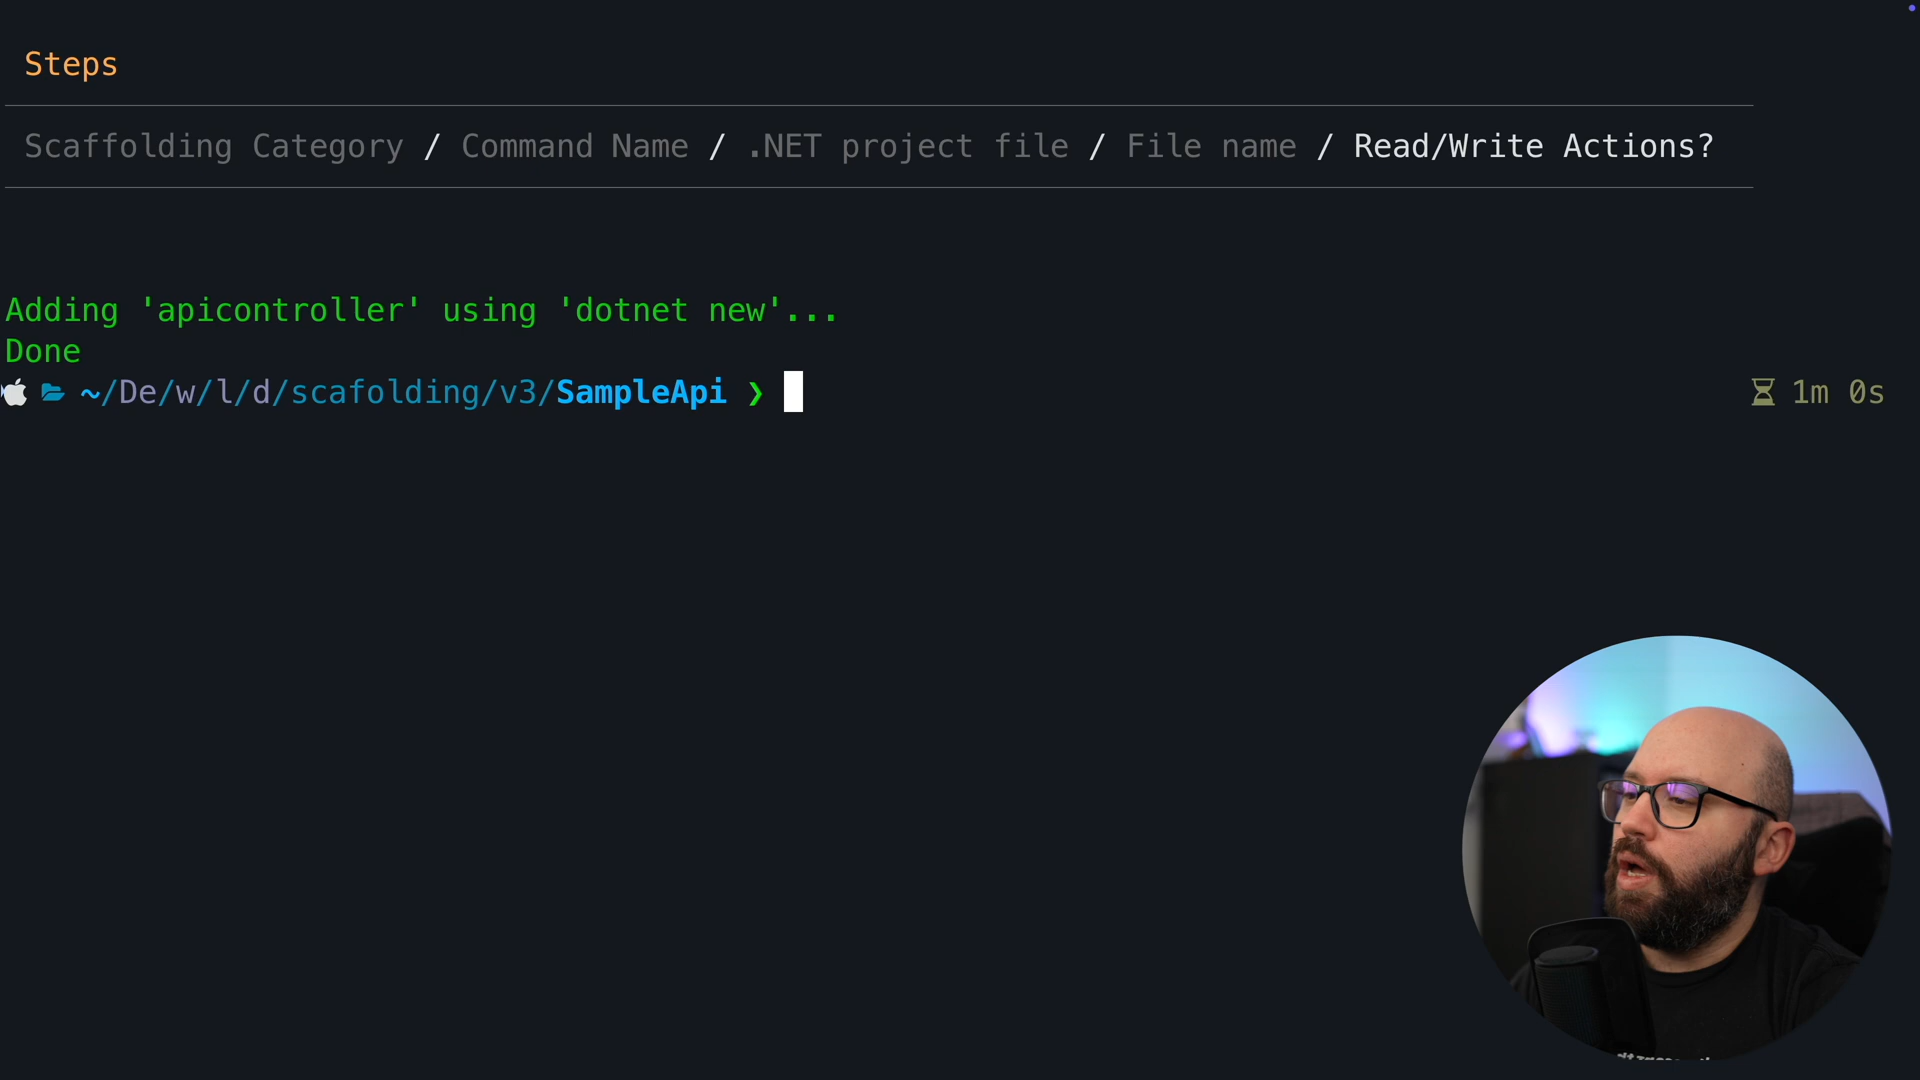 Steps
Scaffolding Category / Command Name / .NET project file / File name / Read/Write Actions?
Adding 'apicontroller' using 'dotnet new'...
Done
~/De/w/l/d/scafolding/v3/SampleApi ❯ 1m 0s